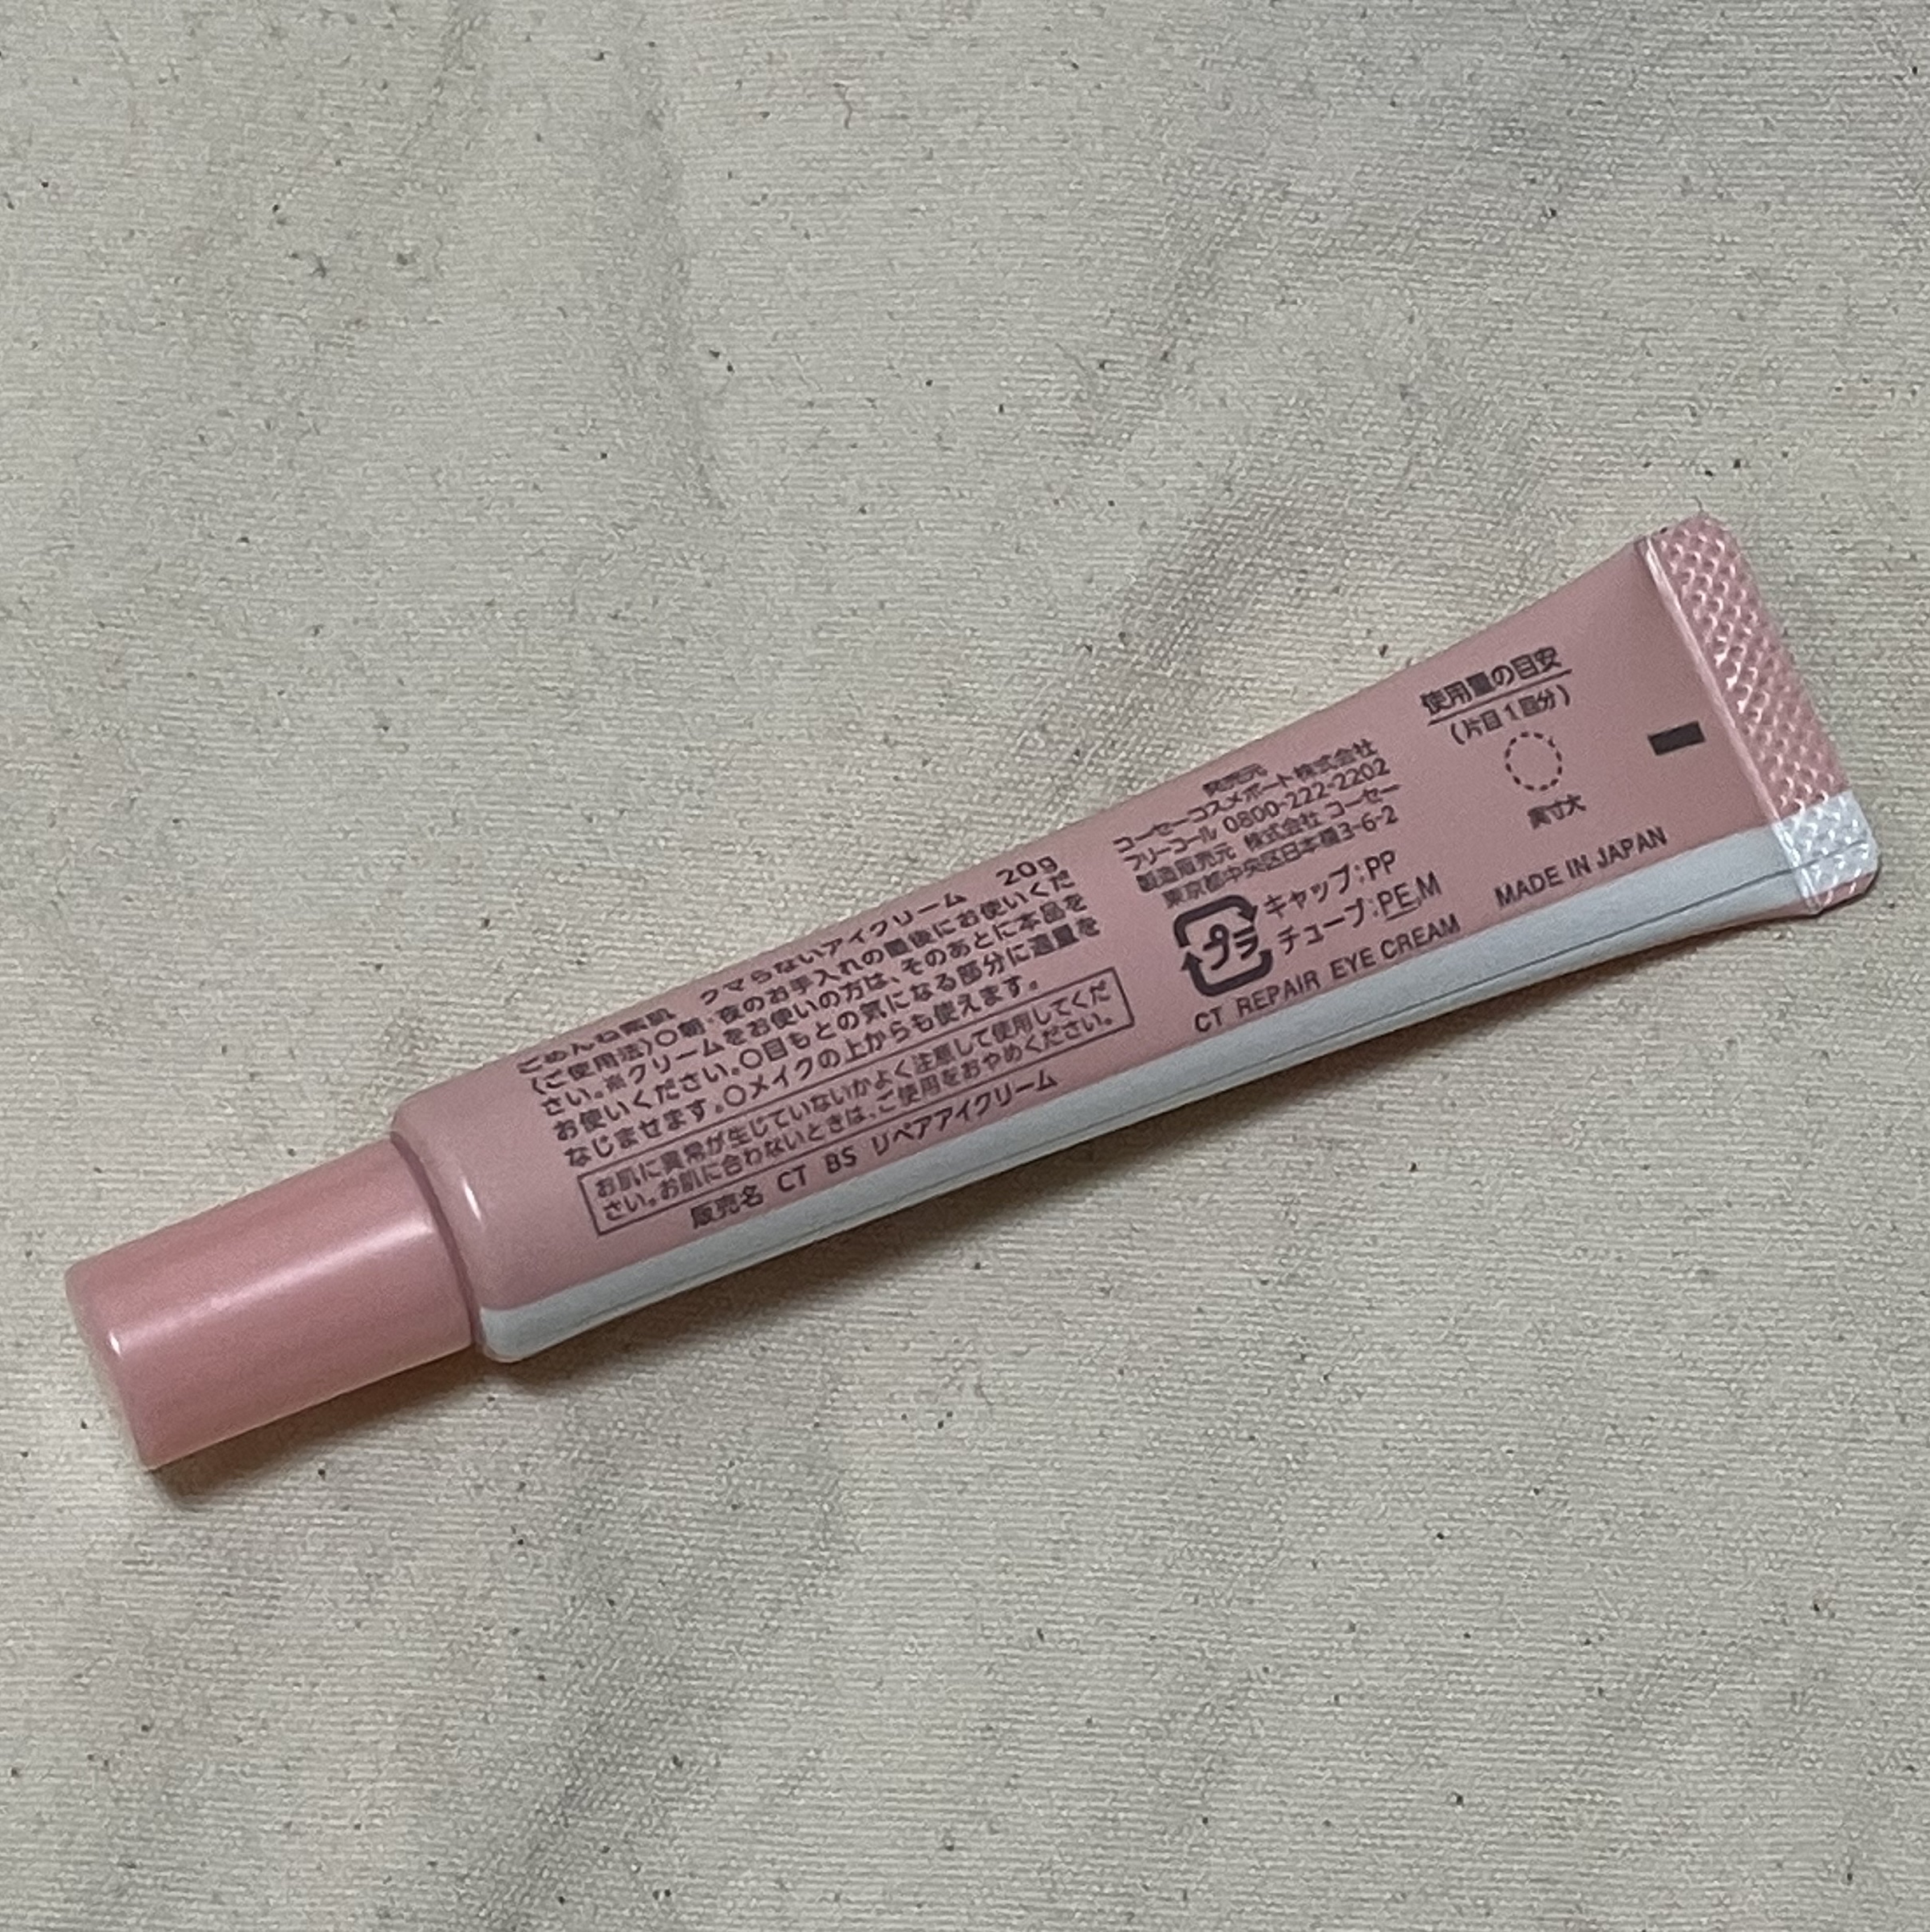 ごめんね素肌 クマらないアイクリーム 20g
〈ご使用法〉○朝・夜のお手入れの最後にお使いくだ
さい。※クリームをお使いの方は、そのあとに本品を
お使いください。○目もとの気になる部分に適量を
なじませます。○メイクの上からも使えます。
お肌に異常が生じていないかよく注意して使用してくだ
さい。お肌に合わないときは、ご使用をおやめください。
販売名 CT BS リペアアイクリーム
発売元
コーセーコスメポート株式会社
フリーコール 0800-222-2202
製造販売元 株式会社 コーセー
東京都中央区日本橋3-6-2
プラ
キャップ:PP
チューブ:PE,M
CT REPAIR EYE CREAM
MADE IN JAPAN
使用量の目安
(片目1回分)
実寸大